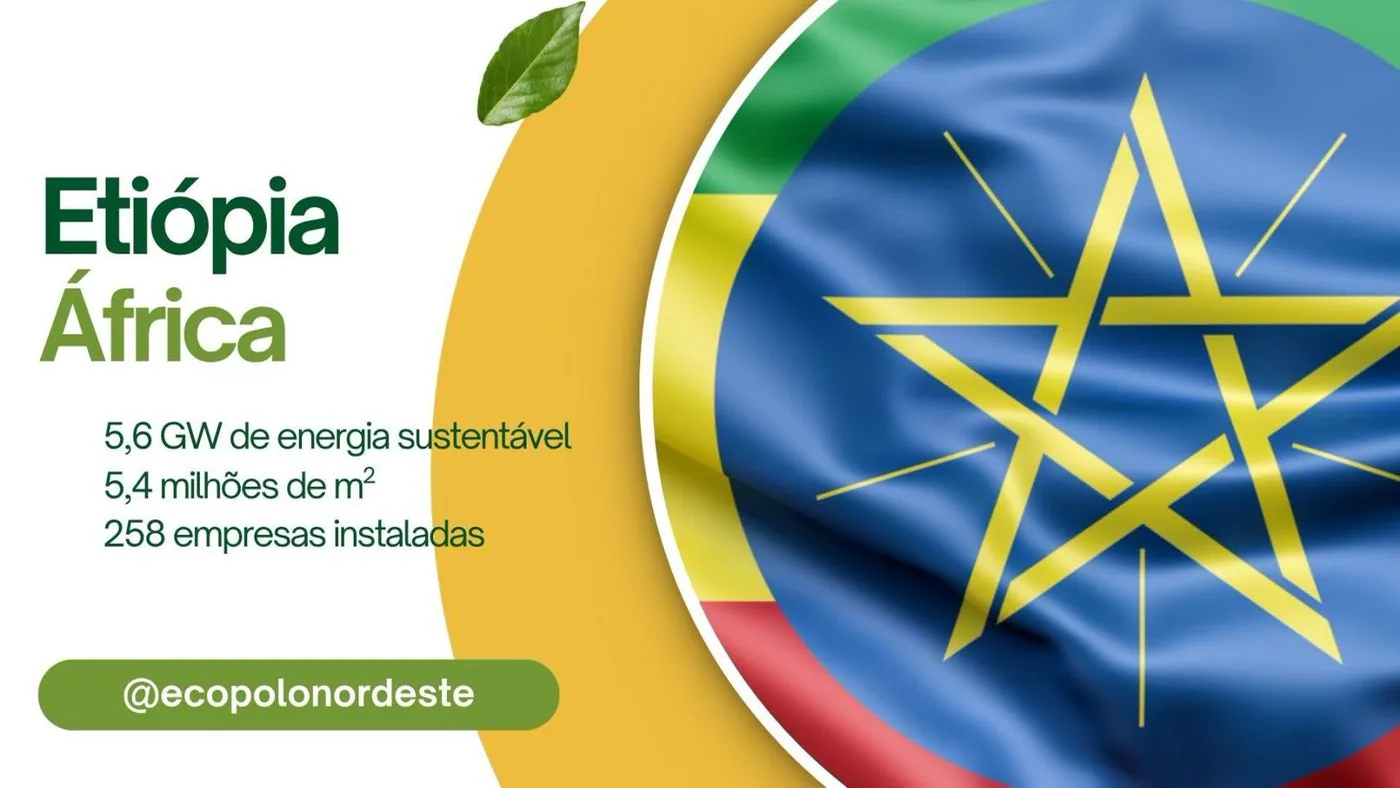 Etiópia
África
5,6 GW de energia sustentável
5,4 milhões de m²
258 empresas instaladas
@ecopolonordeste